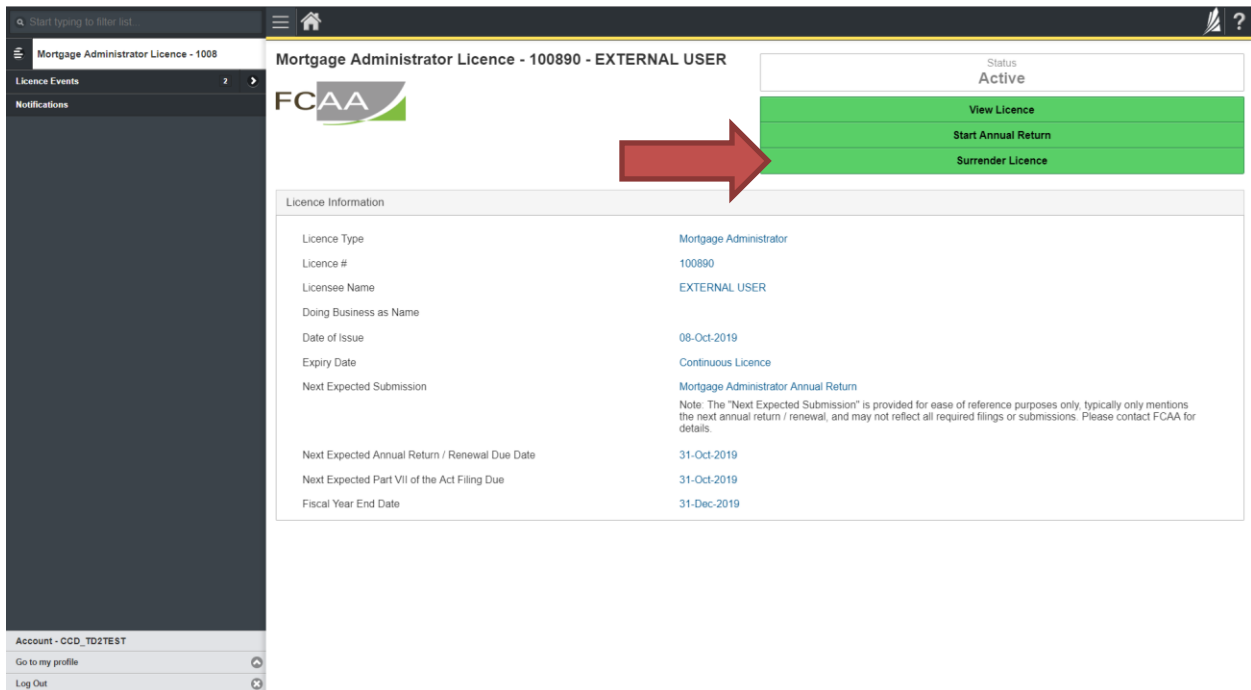 Start typing to filter list...
Mortgage Administrator Licence - 1008
Licence Events 2
Notifications
Account - CCD_TD2TEST
Go to my profile
Log Out
?
Mortgage Administrator Licence - 100890 - EXTERNAL USER
FCAA
Status
Active
View Licence
Start Annual Return
Surrender Licence
Licence Information
Licence Type Mortgage Administrator
Licence # 100890
Licensee Name EXTERNAL USER
Doing Business as Name
Date of Issue 08-Oct-2019
Expiry Date Continuous Licence
Next Expected Submission Mortgage Administrator Annual Return
Note: The "Next Expected Submission" is provided for ease of reference purposes only, typically only mentions
the next annual return / renewal, and may not reflect all required filings or submissions. Please contact FCAA for
details.
Next Expected Annual Return / Renewal Due Date 31-Oct-2019
Next Expected Part VII of the Act Filing Due 31-Oct-2019
Fiscal Year End Date 31-Dec-2019